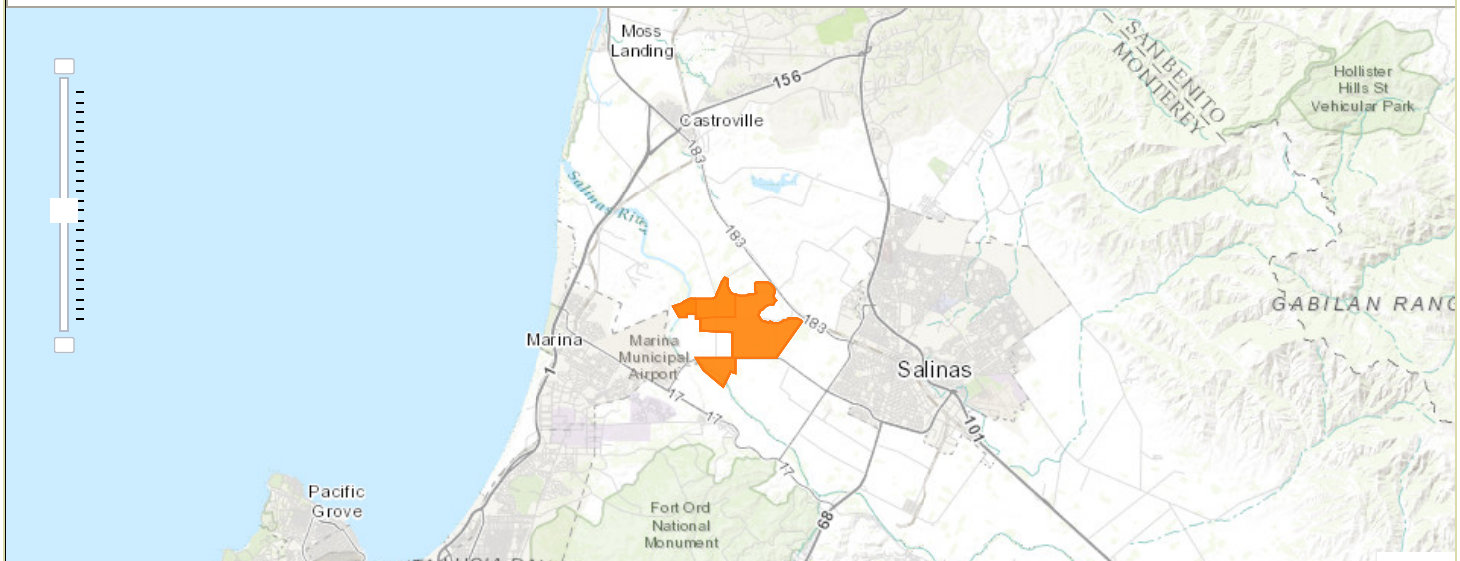 Moss
Landing
156
Castroville
183
SAN BENITO
MONTEREY
Hollister
Hills St
Vehicular Park
Salinas River
183
GABILAN RANG
183
Marina
Marina
Municipal
Airport
1
Salinas
17
17
101
17
Pacific
Grove
Fort Ord
National
Monument
68